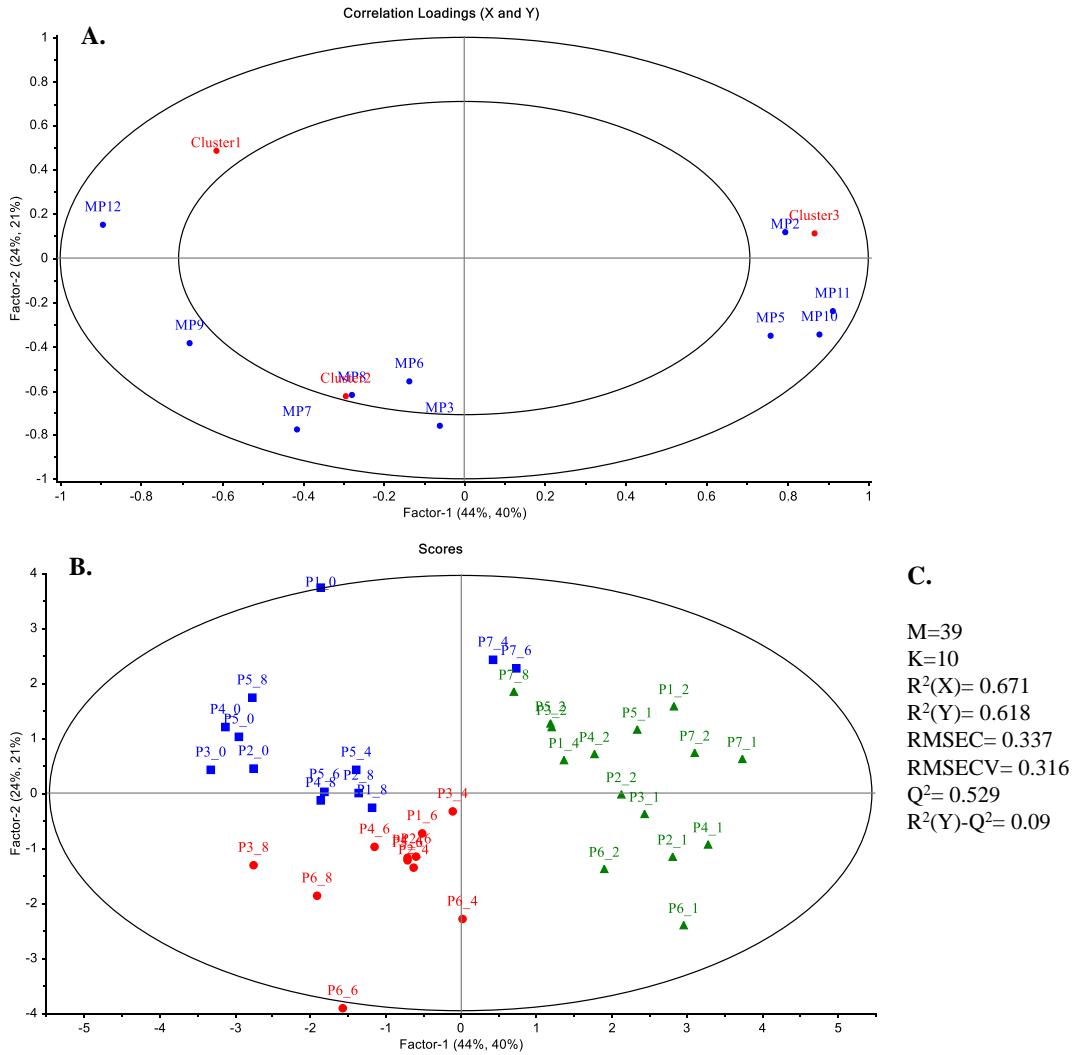 Correlation Loadings (X and Y)
A.
1
0.8
0.6
0.4
0.2
0
-0.2
-0.4
-0.6
-0.8
-1
Factor-2 (24%, 21%)
Cluster1
MP12
MP2
Cluster3
MP11
MP10
MP5
MP9
MP6
MP8
Cluster2
MP7
MP3
-1 -0.8 -0.6 -0.4 -0.2 0 0.2 0.4 0.6 0.8 1
Factor-1 (44%, 40%)
Scores
B.
4
3
2
1
0
-1
-2
-3
-4
Factor-2 (24%, 21%)
P1_0
P7_4
P7_6
P7_8
P5_8
P1_2
P4_0
P5_0
P5_2
P5_1
P3_0
P2_0
P5_4
P1_4
P4_2
P7_2
P7_1
P5_6
P2_8
P4_8
P1_8
P2_2
P3_4
P3_1
P1_6
P4_6
P3_8
P2_1
P4_1
P6_8
P6_2
P6_4
P6_1
P6_6
-5 -4 -3 -2 -1 0 1 2 3 4 5
Factor-1 (44%, 40%)
C.
M=39
K=10
R²(X)= 0.671
R²(Y)= 0.618
RMSEC= 0.337
RMSECV= 0.316
Q²= 0.529
R²(Y)-Q²= 0.09